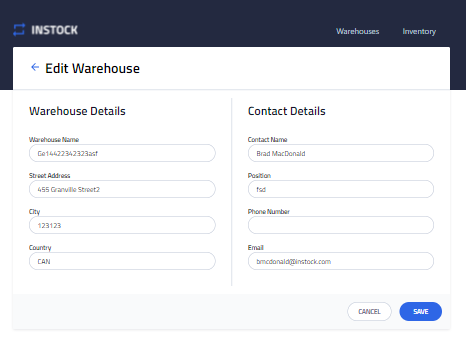 INSTOCK
Warehouses Inventory
Edit Warehouse
Warehouse Details
Warehouse Name
Ge14422342323asf
Street Address
455 Granville Street2
City
123123
Country
CAN
Contact Details
Contact Name
Brad MacDonald
Position
fsd
Phone Number
Email
bmcdonald@instock.com
CANCEL SAVE